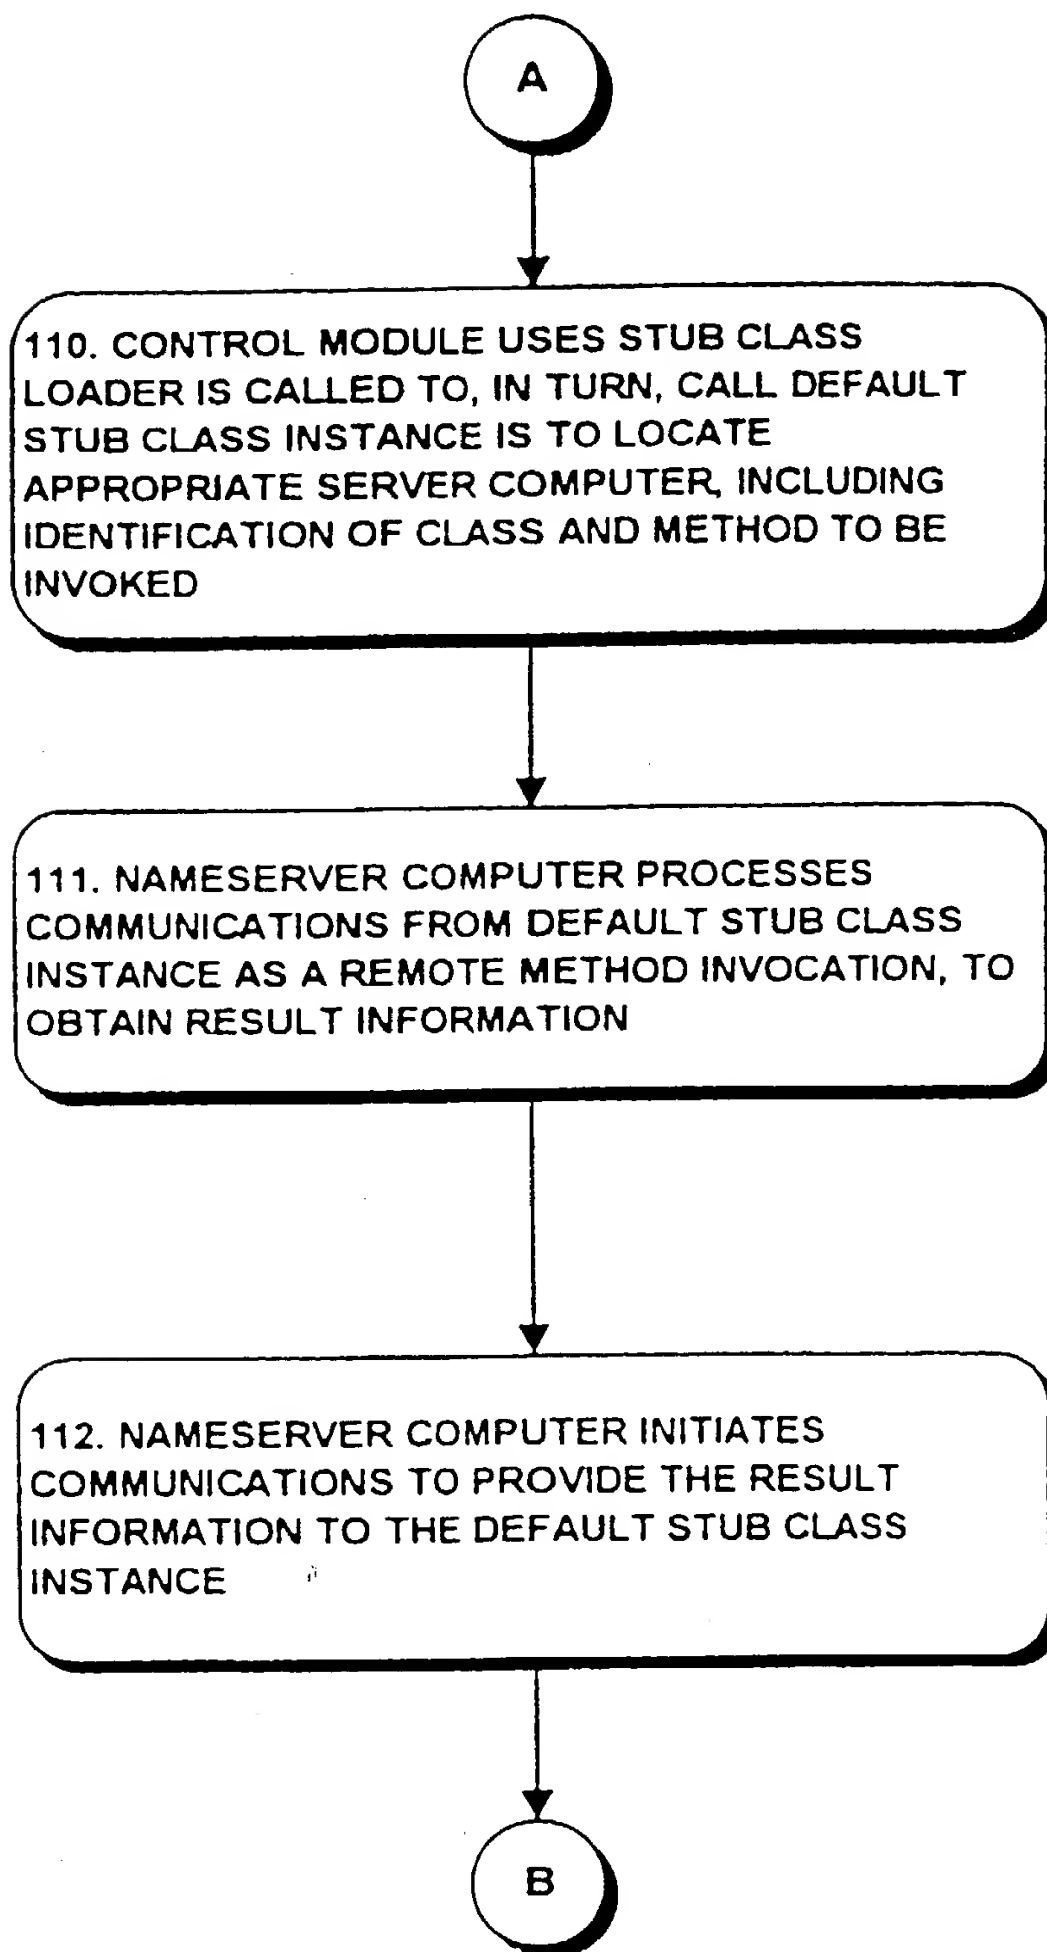 A
110. CONTROL MODULE USES STUB CLASS
LOADER IS CALLED TO, IN TURN, CALL DEFAULT
STUB CLASS INSTANCE IS TO LOCATE
APPROPRIATE SERVER COMPUTER, INCLUDING
IDENTIFICATION OF CLASS AND METHOD TO BE
INVOKED
111. NAMESERVER COMPUTER PROCESSES
COMMUNICATIONS FROM DEFAULT STUB CLASS
INSTANCE AS A REMOTE METHOD INVOCATION, TO
OBTAIN RESULT INFORMATION
112. NAMESERVER COMPUTER INITIATES
COMMUNICATIONS TO PROVIDE THE RESULT
INFORMATION TO THE DEFAULT STUB CLASS
INSTANCE
B